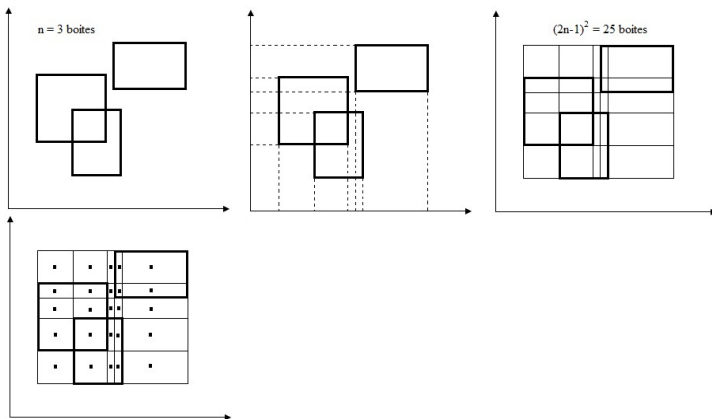 n = 3 boites
(2n-1)² = 25 boites